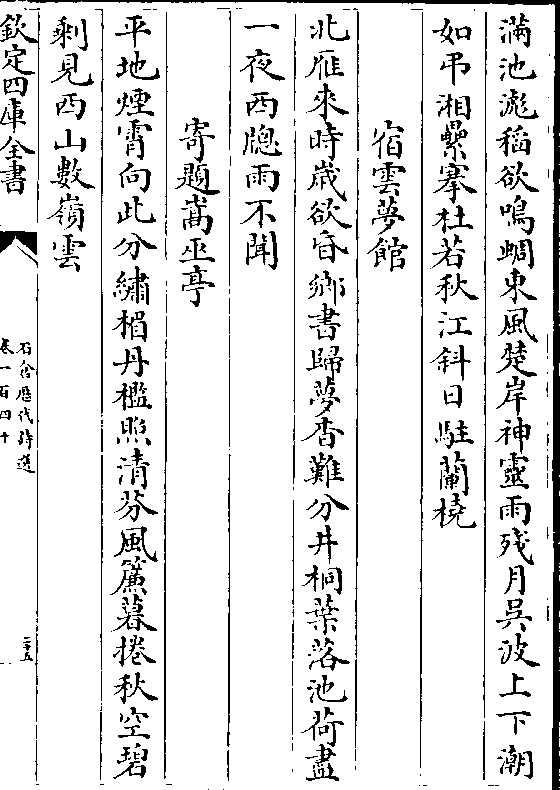 滿池滮稻欲鳴蜩東風楚岸神靈雨殘月吳波上下潮
如弔湘纍搴杜若秋江斜日駐蘭橈
宿雲夢館
北雁來時歲欲昏鄉書歸夢杳難分井桐葉落池荷盡
一夜西牕雨不聞
寄題嵩巫亭
平地煙霄向此分繡楣丹檻照清芬風簾暮捲秋空碧
剰見西山數嶺雲
欽定四庫全書
石倉歷代詩選
卷一百四十
二十五